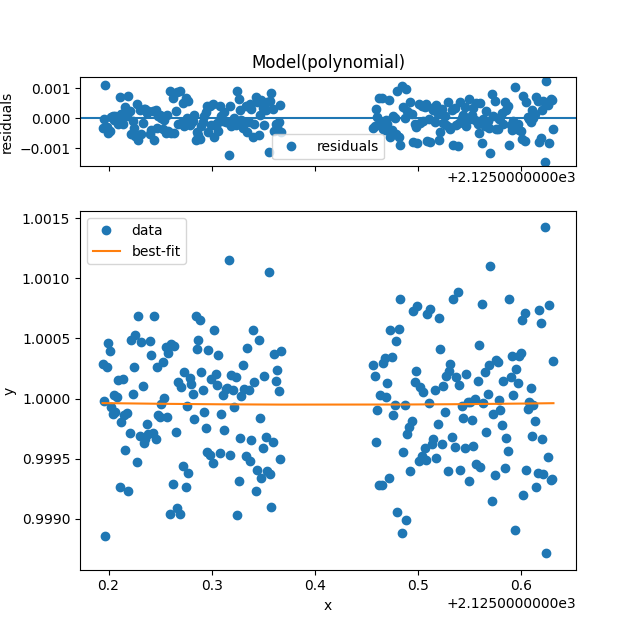 Model(polynomial)
residuals
0.001
0.000
−0.001
residuals
+2.1250000000e3
data
best-fit
y
1.0015
1.0010
1.0005
1.0000
0.9995
0.9990
0.2
0.3
0.4
0.5
0.6
x
+2.1250000000e3